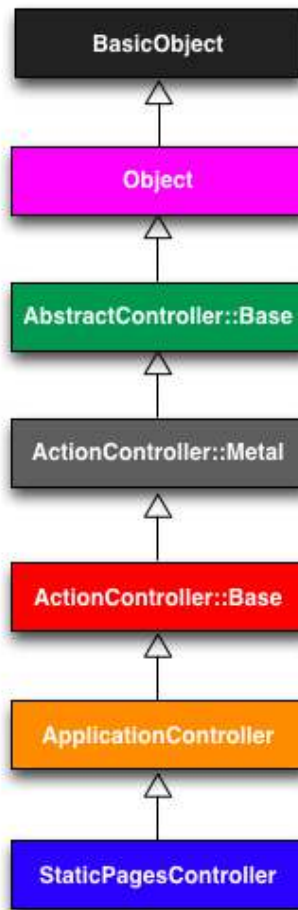 BasicObject
Object
AbstractController::Base
ActionController::Metal
ActionController::Base
ApplicationController
StaticPagesController